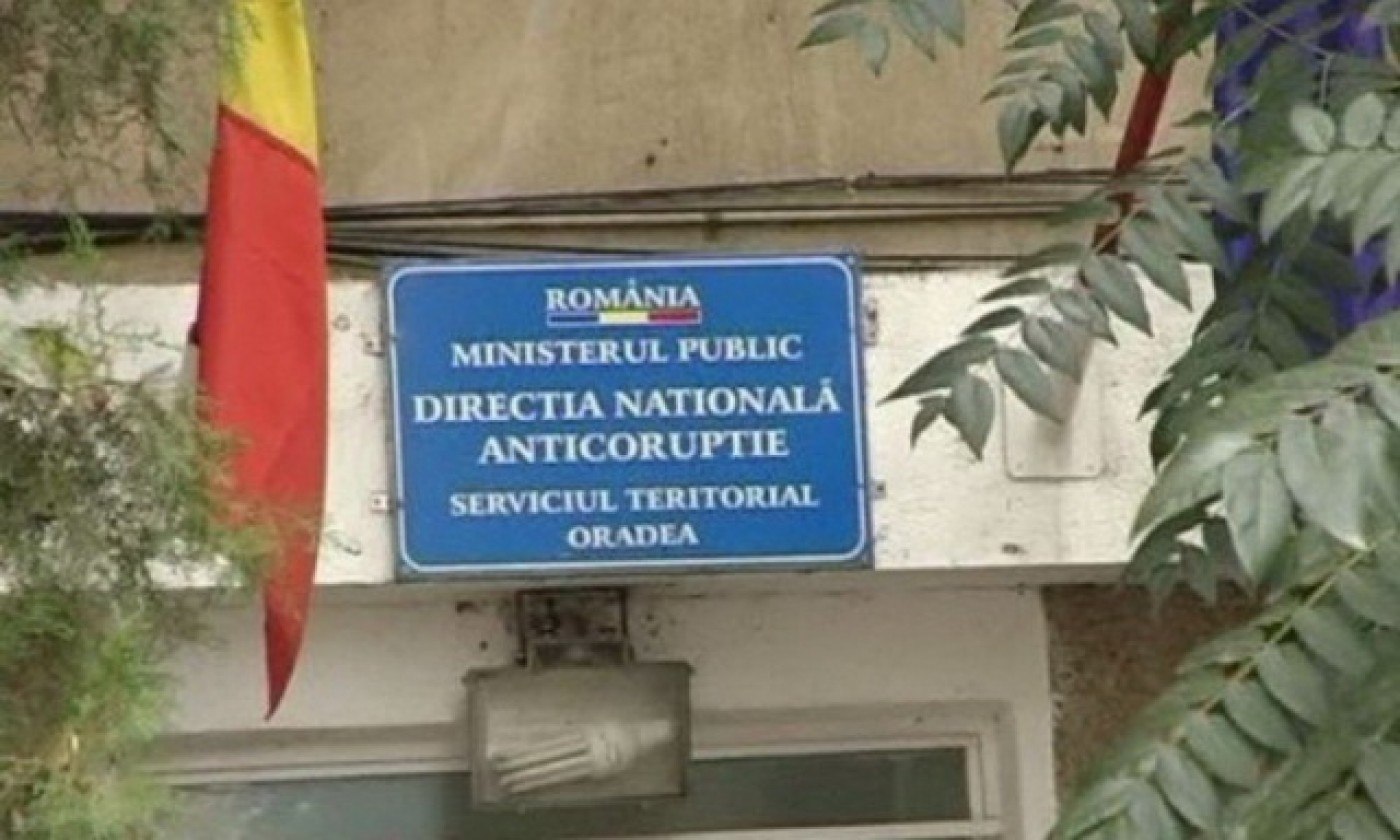 ROMÂNIA
MINISTERUL PUBLIC
DIRECTIA NATIONALĂ
ANTICORUPTIE
SERVICIUL TERITORIAL
ORADEA